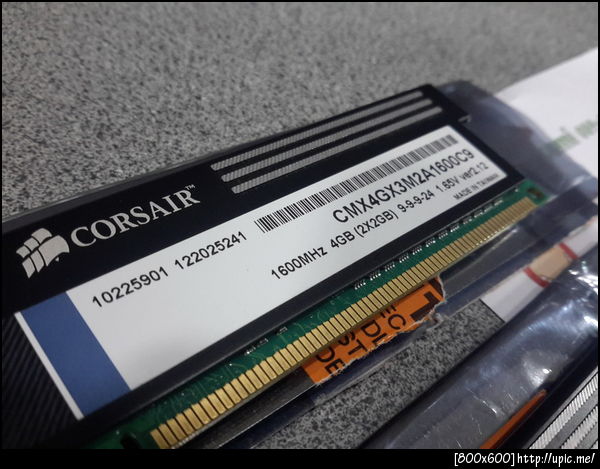 CORSAIR™
10225901 122025241
CMX4GX3M2A1600C9
1600MHz 4GB (2X2GB) 9-9-9-24 1.65V ver2.12
MADE IN TAIWAN
[800x600]http://upic.me/